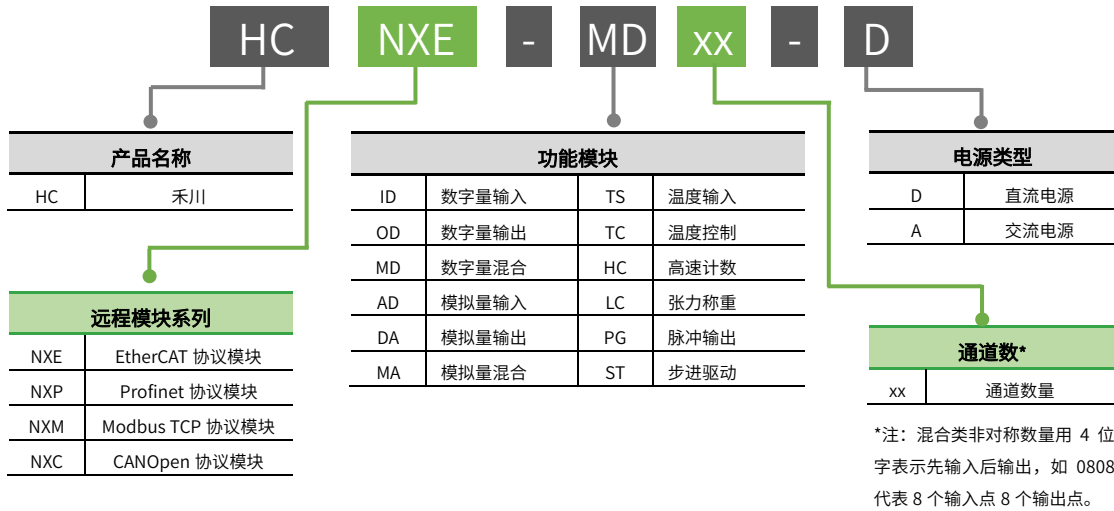 HC NXE - MD xx - D
产品名称
HC 禾川
远程模块系列
NXE EtherCAT 协议模块
NXP Profinet 协议模块
NXM Modbus TCP 协议模块
NXC CANOpen 协议模块
功能模块
ID 数字量输入 TS 温度输入
OD 数字量输出 TC 温度控制
MD 数字量混合 HC 高速计数
AD 模拟量输入 LC 张力称重
DA 模拟量输出 PG 脉冲输出
MA 模拟量混合 ST 步进驱动
电源类型
D 直流电源
A 交流电源
通道数*
xx 通道数量
*注：混合类非对称数量用 4 位
字表示先输入后输出，如 0808
代表 8 个输入点 8 个输出点。